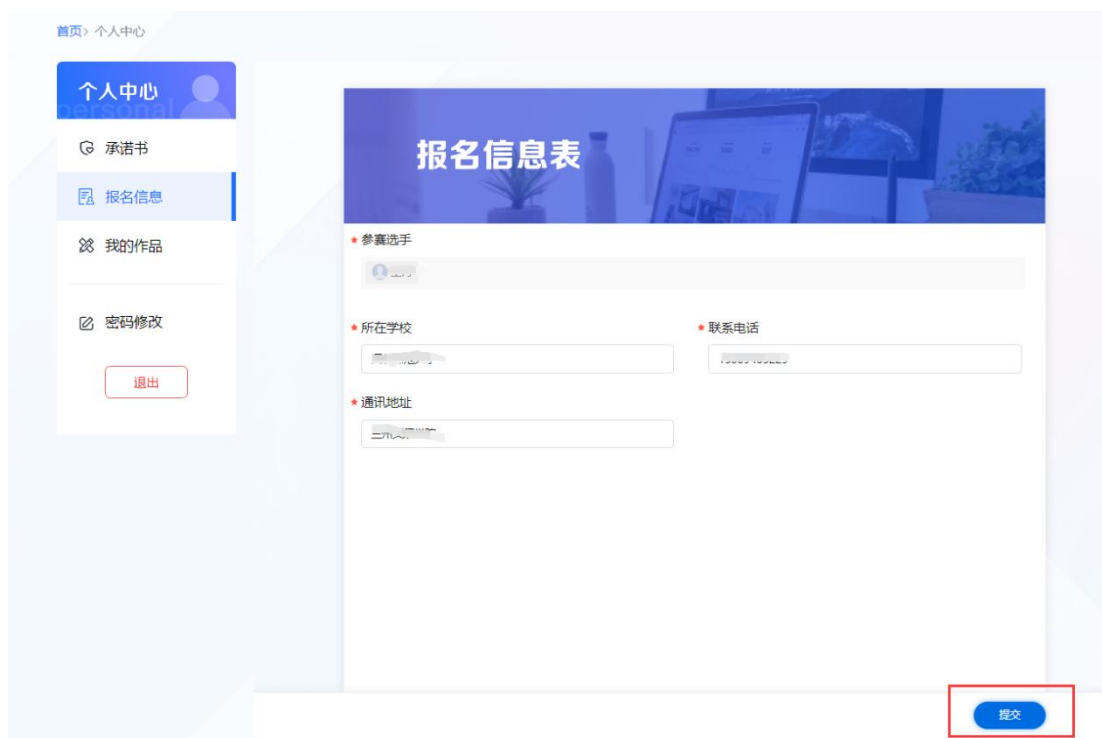 首页› 个人中心
个人中心
personal
承诺书
报名信息
我的作品
密码修改
退出
报名信息表
* 参赛选手
* 所在学校
* 联系电话
* 通讯地址
提交